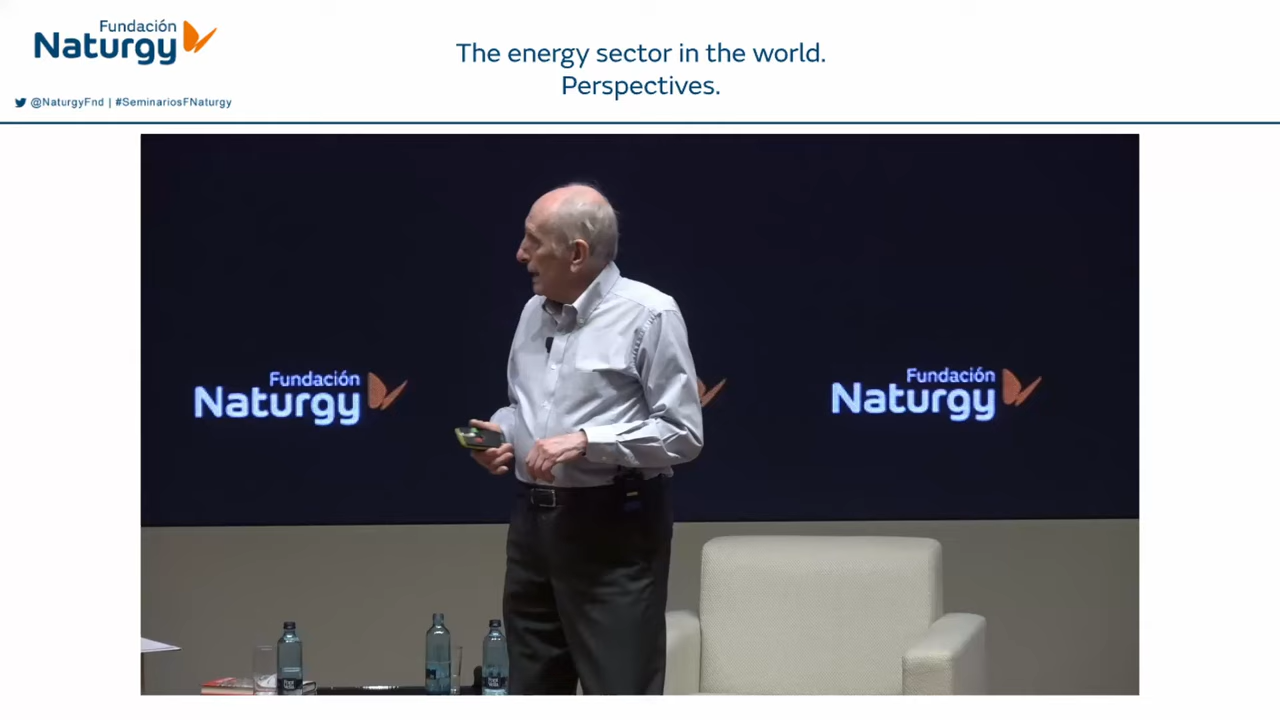 Fundación
Naturgy
@NaturgyFnd | #SeminariosFNaturgy
The energy sector in the world.
Perspectives.
Fundación
Naturgy
Fundación
Naturgy